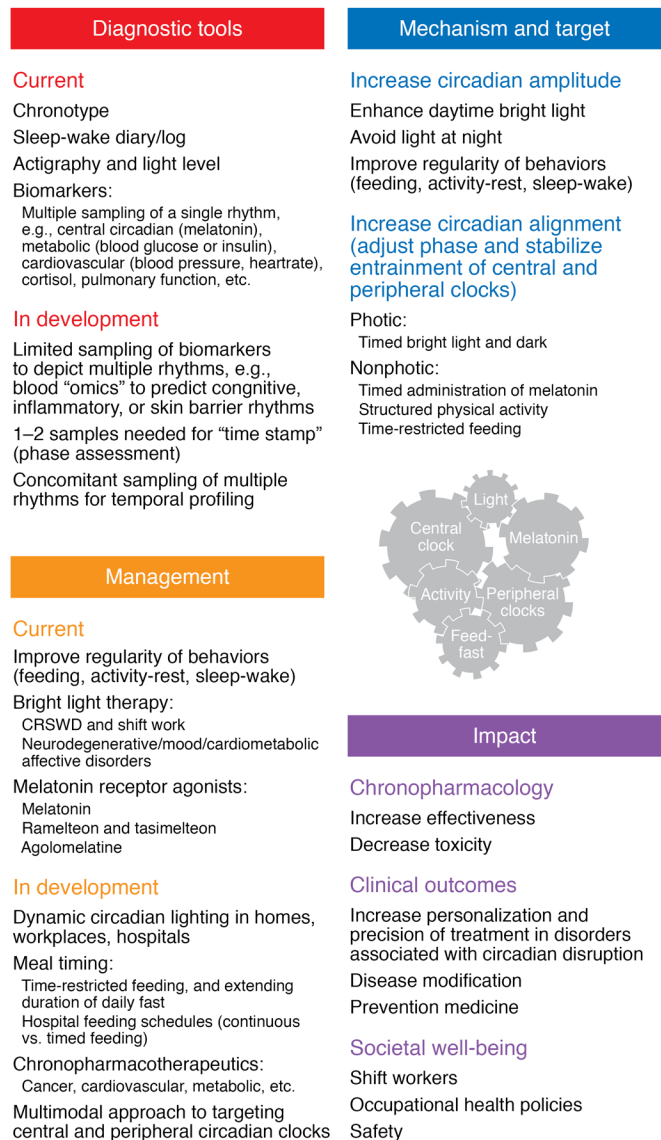 Diagnostic tools
Current
Chronotype
Sleep-wake diary/log
Actigraphy and light level
Biomarkers:
Multiple sampling of a single rhythm,
e.g., central circadian (melatonin),
metabolic (blood glucose or insulin),
cardiovascular (blood pressure, heartrate),
cortisol, pulmonary function, etc.
In development
Limited sampling of biomarkers
to depict multiple rhythms, e.g.,
blood “omics” to predict congnitive,
inflammatory, or skin barrier rhythms
1–2 samples needed for “time stamp”
(phase assessment)
Concomitant sampling of multiple
rhythms for temporal profiling
Management
Current
Improve regularity of behaviors
(feeding, activity-rest, sleep-wake)
Bright light therapy:
CRSWD and shift work
Neurodegenerative/mood/cardiometabolic
affective disorders
Melatonin receptor agonists:
Melatonin
Ramelteon and tasimelteon
Agolomelatine
In development
Dynamic circadian lighting in homes,
workplaces, hospitals
Meal timing:
Time-restricted feeding, and extending
duration of daily fast
Hospital feeding schedules (continuous
vs. timed feeding)
Chronopharmacotherapeutics:
Cancer, cardiovascular, metabolic, etc.
Multimodal approach to targeting
central and peripheral circadian clocks
Mechanism and target
Increase circadian amplitude
Enhance daytime bright light
Avoid light at night
Improve regularity of behaviors
(feeding, activity-rest, sleep-wake)
Increase circadian alignment
(adjust phase and stabilize
entrainment of central and
peripheral clocks)
Photic:
Timed bright light and dark
Nonphotic:
Timed administration of melatonin
Structured physical activity
Time-restricted feeding
Light
Central
clock
Melatonin
Activity
Peripheral
clocks
Feed-
fast
Impact
Chronopharmacology
Increase effectiveness
Decrease toxicity
Clinical outcomes
Increase personalization and
precision of treatment in disorders
associated with circadian disruption
Disease modification
Prevention medicine
Societal well-being
Shift workers
Occupational health policies
Safety